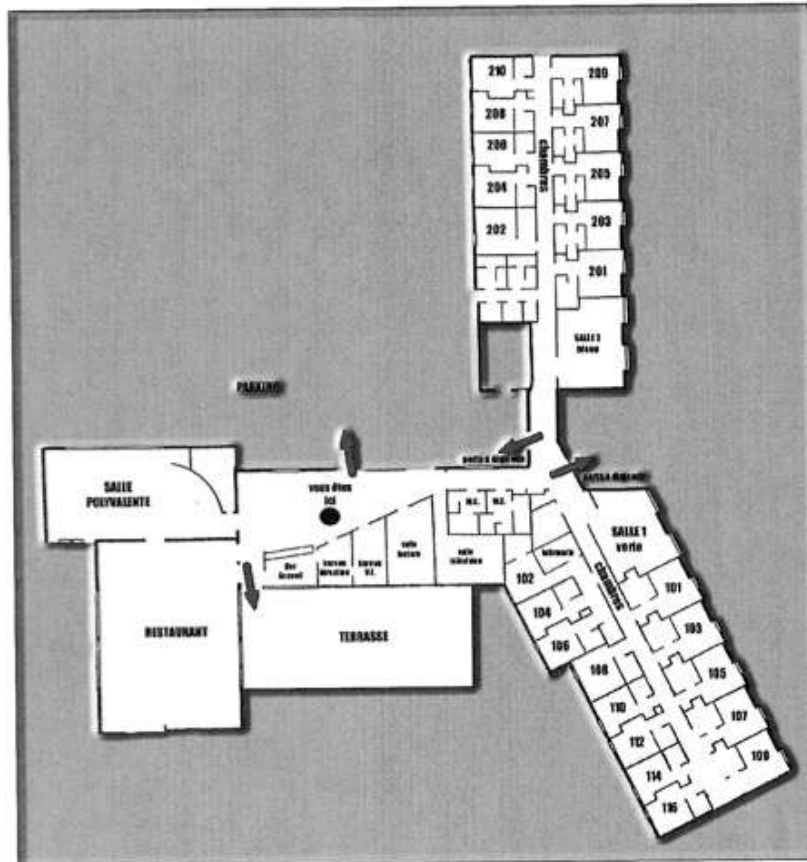 210
209
208
207
200
205
204
203
202
201
chambres
SALLE 2
PARKING
SALLE
POLYVALENTE
vous êtes
ici
W.C.
W.C.
SALLE 1
verte
chambres
RESTAURANT
TERRASSE
102
104
106
108
110
112
114
116
101
103
105
107
109